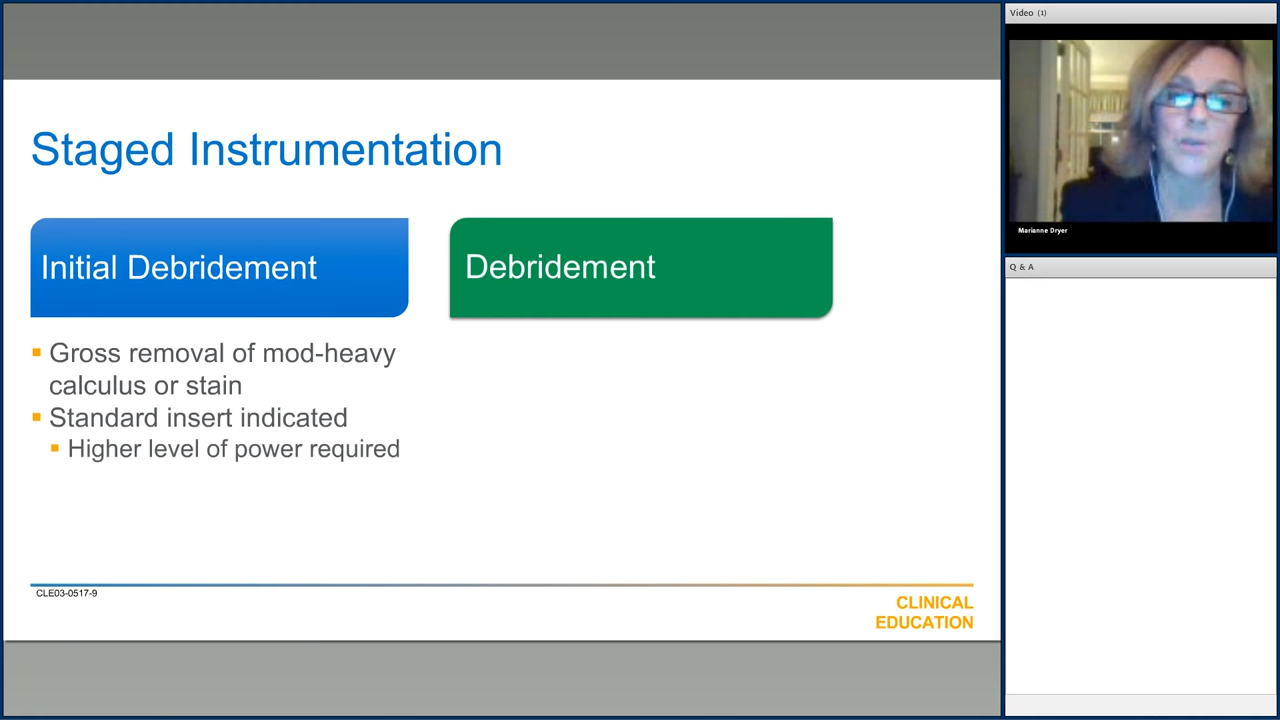 Staged Instrumentation
Initial Debridement
Debridement
Gross removal of mod-heavy
calculus or stain
Standard insert indicated
Higher level of power required
CLE03-0517-9
CLINICAL
EDUCATION
Video (1)
Marianne Dryer
Q & A